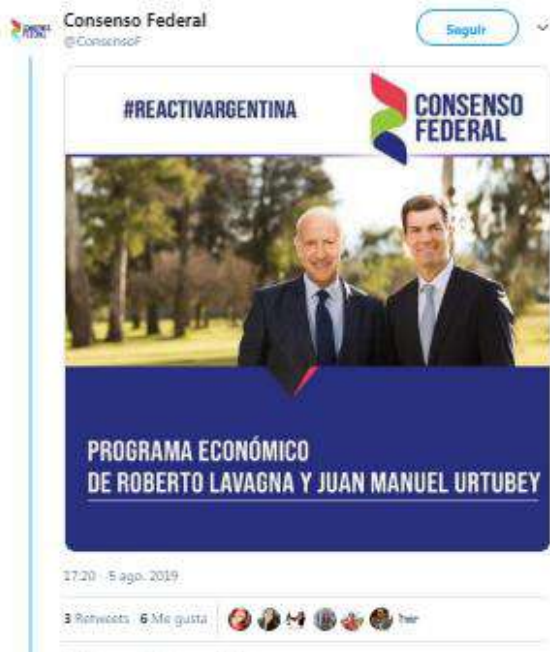 Consenso Federal
@ConsensoF
Seguir
#REACTIVARGENTINA
CONSENSO
FEDERAL
PROGRAMA ECONÓMICO
DE ROBERTO LAVAGNA Y JUAN MANUEL URTUBEY
17:20 - 5 ago. 2019
3 Retweets 6 Me gusta